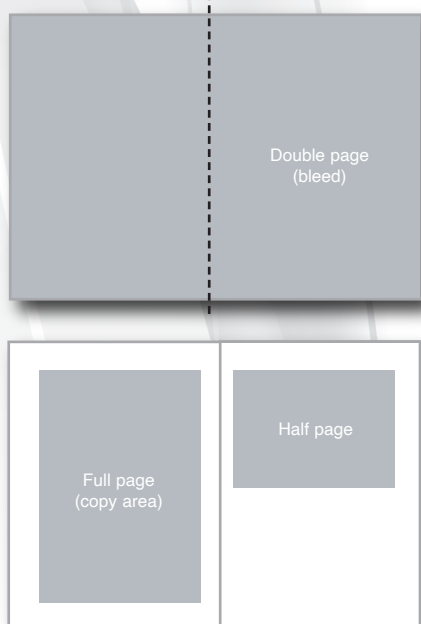 Double page
(bleed)
Full page
(copy area)
Half page